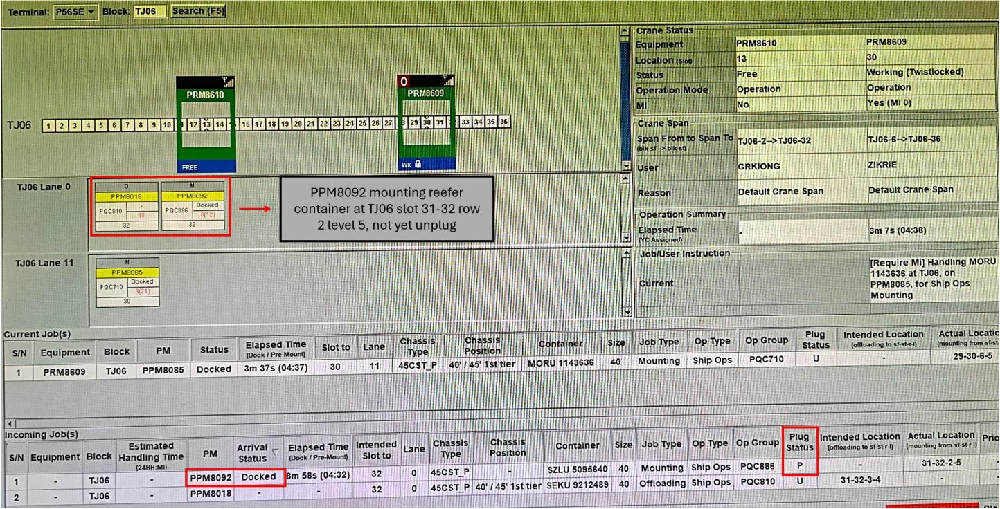 Terminal: P56SE Block: TJ06 Search (F5)
PRM8610
FREE
0
PRM8609
WK
TJ06 1 2 3 4 5 6 7 8 9 10 12 13 14 16 17 18 19 20 21 22 23 24 25 26 27 29 30 31 33 34 35 36
Crane Status
Equipment PRM8610 PRM8609
Location (Slot) 13 30
Status Free Working (Twistlocked)
Operation Mode Operation Operation
MI No Yes (MI 0)
Crane Span
Span From to Span To TJ06-2-->TJ06-32 TJ06-6-->TJ06-36
(blk-sf --> blk-st)
User GRKIONG ZIKRIE
Reason Default Crane Span Default Crane Span
Operation Summary
Elapsed Time - 3m 7s (04:38)
(YC Assigned)
Job/User Instruction
Current
[Require MI] Handling MORU
1143636 at TJ06, on
PPM8085, for Ship Ops
Mounting
TJ06 Lane 0
O
PPM8018
PQC810 -
18
32
M
PPM8092
PQC886 Docked
8(12)
32
PPM8092 mounting reefer
container at TJ06 slot 31-32 row
2 level 5, not yet unplug
TJ06 Lane 11
M
PPM8085
PQC710 Docked
3(21)
30
Current Job(s)
S/N Equipment Block PM Status Elapsed Time (Dock / Pre-Mount) Slot to Lane Chassis Type Chassis Position Container Size Job Type Op Type Op Group Plug Status Intended Location (offloading to sf-st-r-l) Actual Locatio (mounting from sf-st
1 PRM8609 TJ06 PPM8085 Docked 3m 37s (04:37) 30 11 45CST_P 40' / 45' 1st tier MORU 1143636 40 Mounting Ship Ops PQC710 U - 29-30-6-5
Incoming Job(s)
S/N Equipment Block Estimated Handling Time (24HH:MI) PM Arrival Status Elapsed Time (Dock / Pre-Mount) Intended Slot to Lane Chassis Type Chassis Position Container Size Job Type Op Type Op Group Plug Status Intended Location (offloading to sf-st-r-l) Actual Location (mounting from sf-st-r-l) Prio
1 - TJ06 - PPM8092 Docked 8m 58s (04:32) 32 0 45CST_P - SZLU 5095640 40 Mounting Ship Ops PQC886 P - 31-32-2-5
2 - TJ06 - PPM8018 - - 32 0 45CST_P 40' / 45' 1st tier SEKU 9212489 40 Offloading Ship Ops PQC810 U 31-32-3-4 -